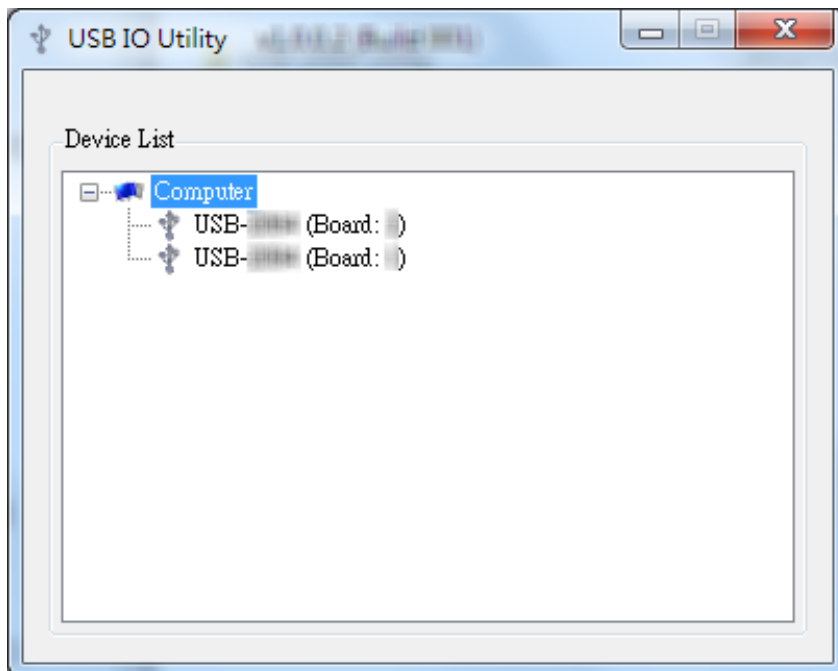 USB IO Utility
Device List
Computer
USB- (Board: )
USB- (Board: )